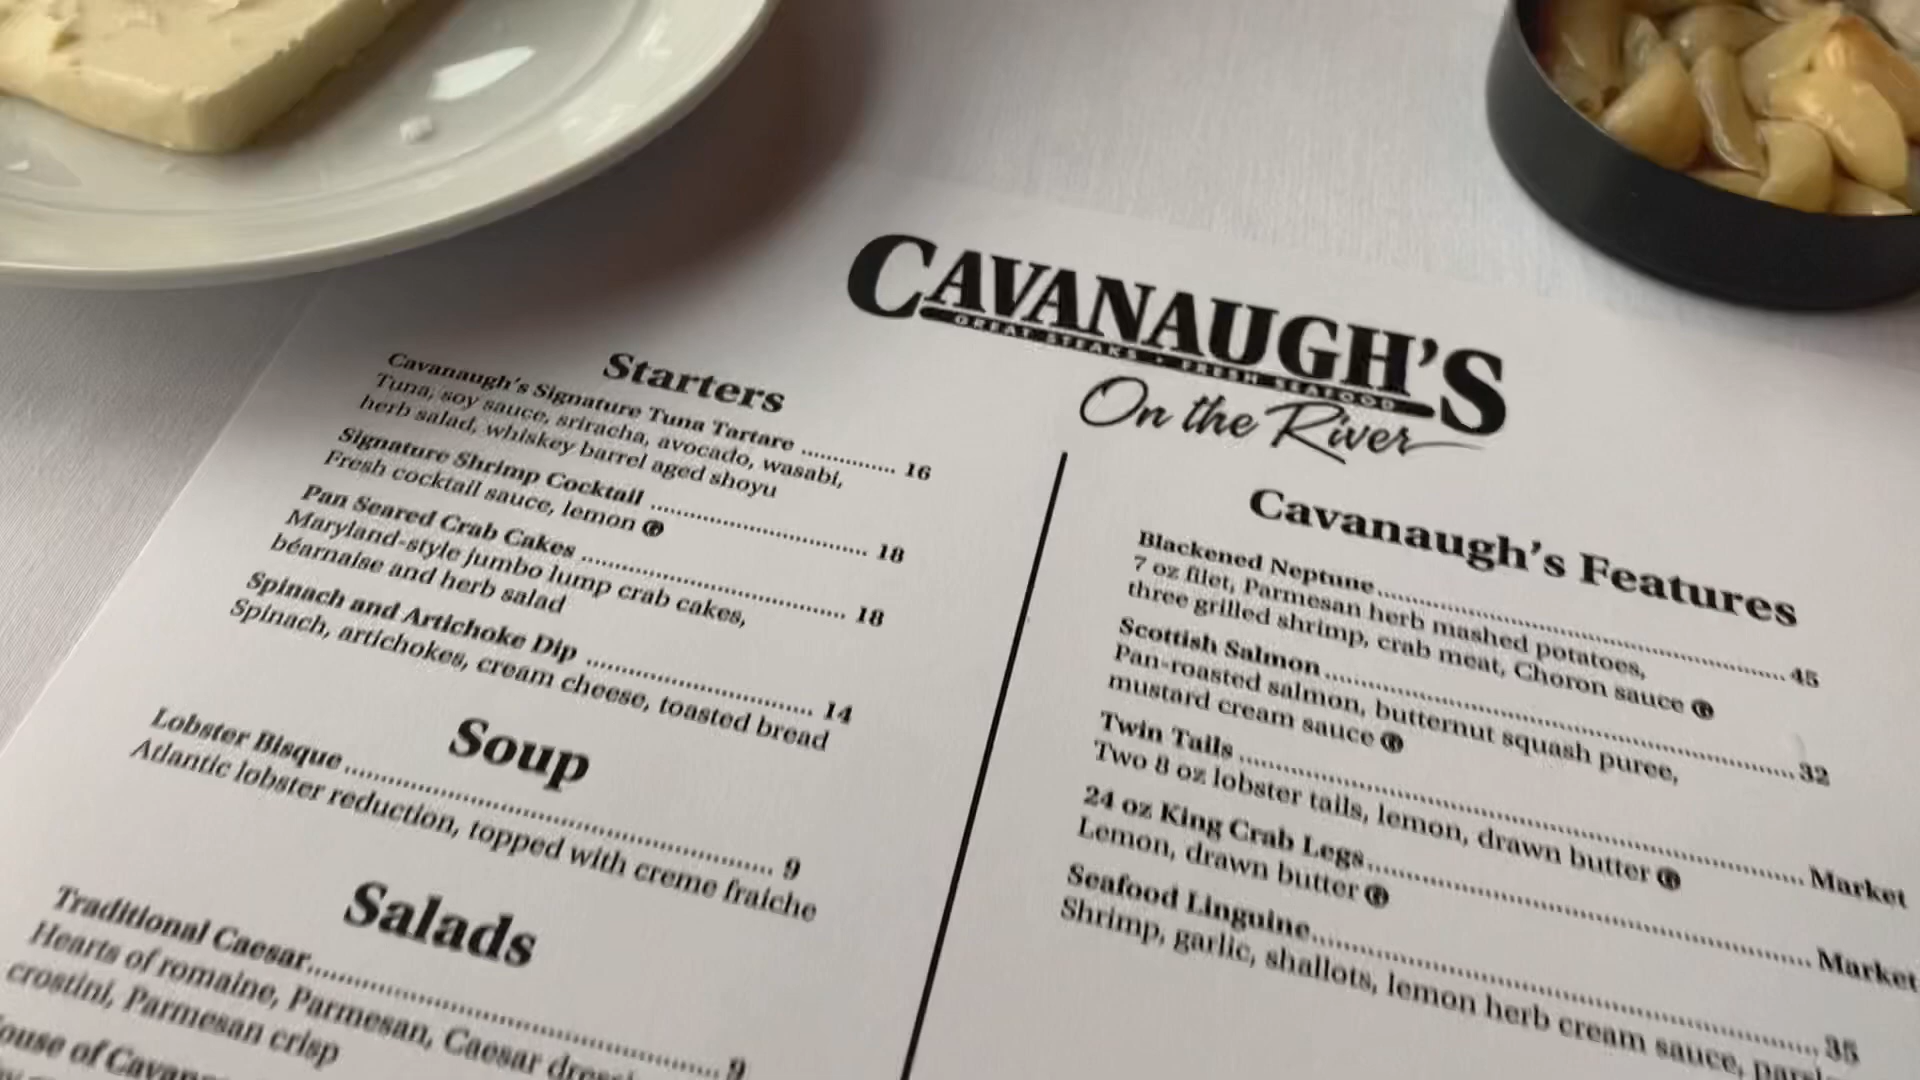 CAVANAUGH'S
GREAT STEAKS • FRESH SEAFOOD
On the River
Starters
Cavanaugh's Signature Tuna Tartare .............. 16
Tuna, soy sauce, sriracha, avocado, wasabi,
herb salad, whiskey barrel aged shoyu
Signature Shrimp Cocktail ................................ 18
Fresh cocktail sauce, lemon
Pan Seared Crab Cakes ....................................... 18
Maryland-style jumbo lump crab cakes,
béarnaise and herb salad
Spinach and Artichoke Dip .................................. 14
Spinach, artichokes, cream cheese, toasted bread
Soup
Lobster Bisque ................................................................ 9
Atlantic lobster reduction, topped with creme fraiche
Salads
Traditional Caesar............................................................ 9
Hearts of romaine, Parmesan, Caesar
crostini, Parmesan crisp
of
Cavanaugh's Features
Blackened Neptune............................................................ 45
7 oz filet, Parmesan herb mashed potatoes,
three grilled shrimp, crab meat, Choron sauce
Scottish Salmon.................................................................... 32
Pan-roasted salmon, butternut squash puree,
mustard cream sauce
Twin Tails ................................................................................ Market
Two 8 oz lobster tails, lemon, drawn butter
24 oz King Crab Legs................................................................ Market
Lemon, drawn butter
Seafood Linguine........................................................................ 35
Shrimp, garlic, shallots, lemon herb cream sauce,